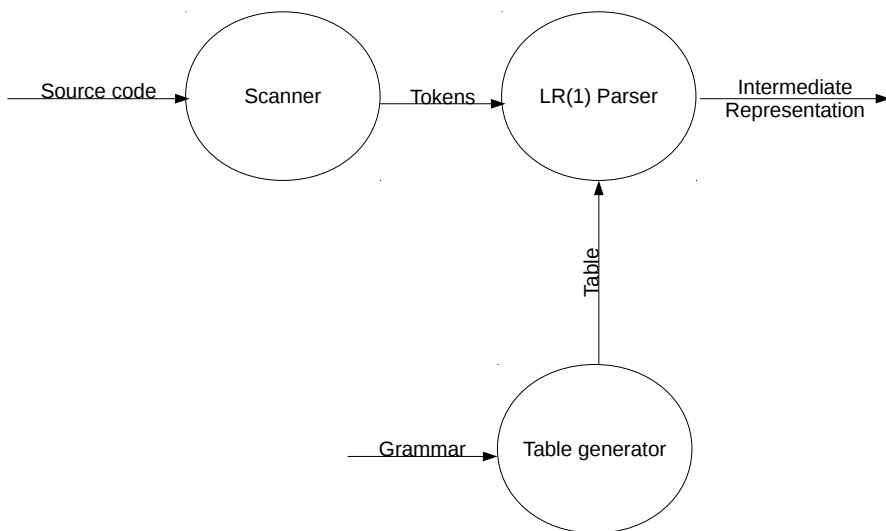 Source code
Scanner
Tokens
LR(1) Parser
Intermediate
Representation
Table
Grammar
Table generator